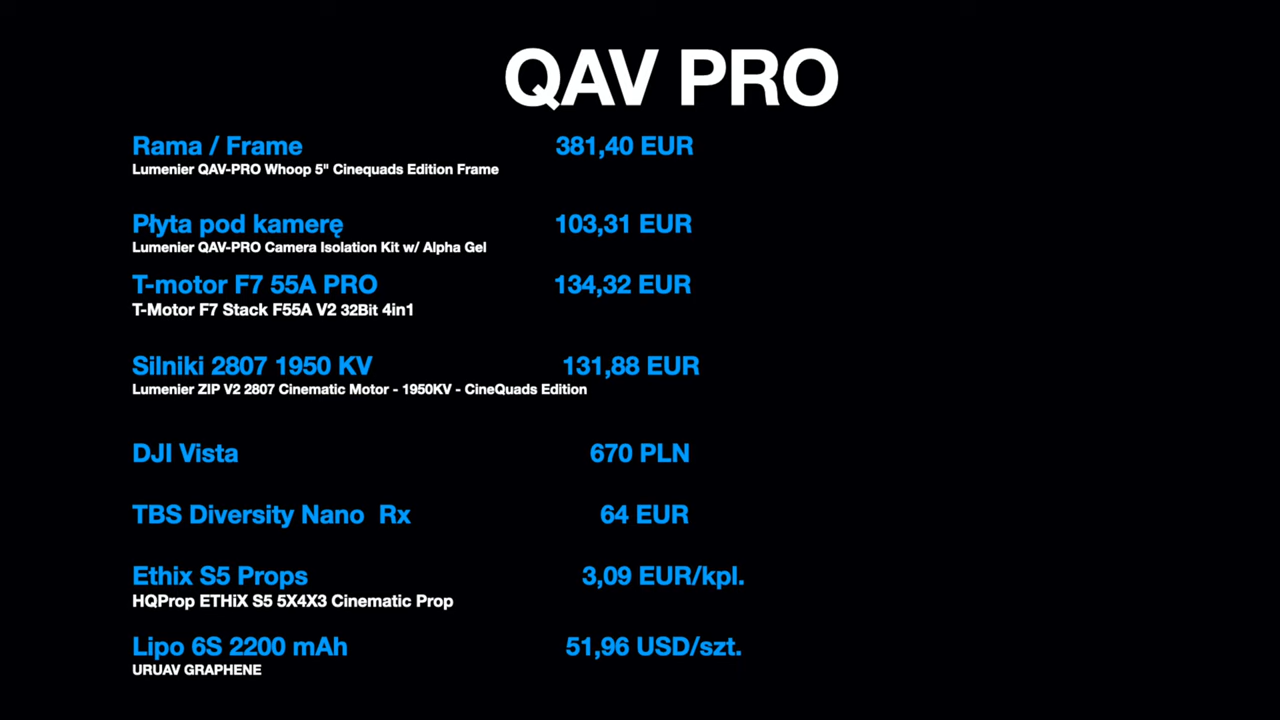 QAV PRO
Rama / Frame 381,40 EUR
Lumenier QAV-PRO Whoop 5" Cinequads Edition Frame
Płyta pod kamerę 103,31 EUR
Lumenier QAV-PRO Camera Isolation Kit w/ Alpha Gel
T-motor F7 55A PRO 134,32 EUR
T-Motor F7 Stack F55A V2 32Bit 4in1
Silniki 2807 1950 KV 131,88 EUR
Lumenier ZIP V2 2807 Cinematic Motor - 1950KV - CineQuads Edition
DJI Vista 670 PLN
TBS Diversity Nano Rx 64 EUR
Ethix S5 Props 3,09 EUR/kpl.
HQProp ETHiX S5 5X4X3 Cinematic Prop
Lipo 6S 2200 mAh 51,96 USD/szt.
URUAV GRAPHENE